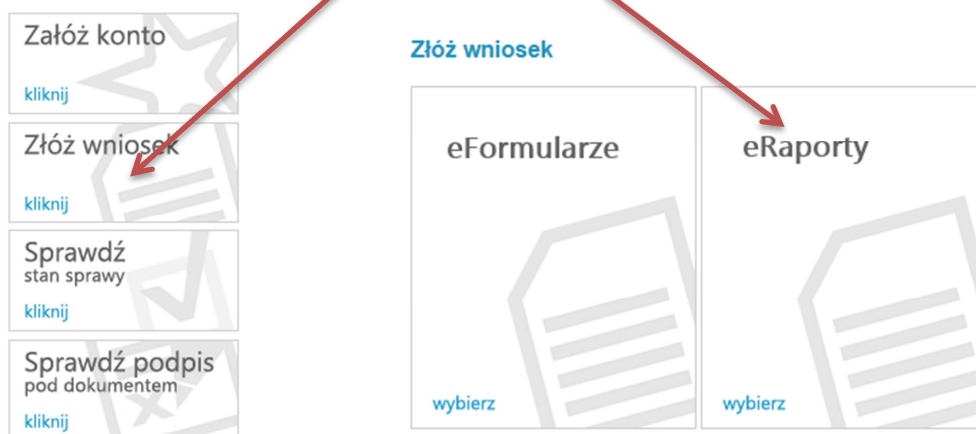 Załóż konto
kliknij
Złóż wniosek
kliknij
Sprawdź
stan sprawy
kliknij
Sprawdź podpis
pod dokumentem
kliknij
Złóż wniosek
eFormularze
wybierz
eRaporty
wybierz